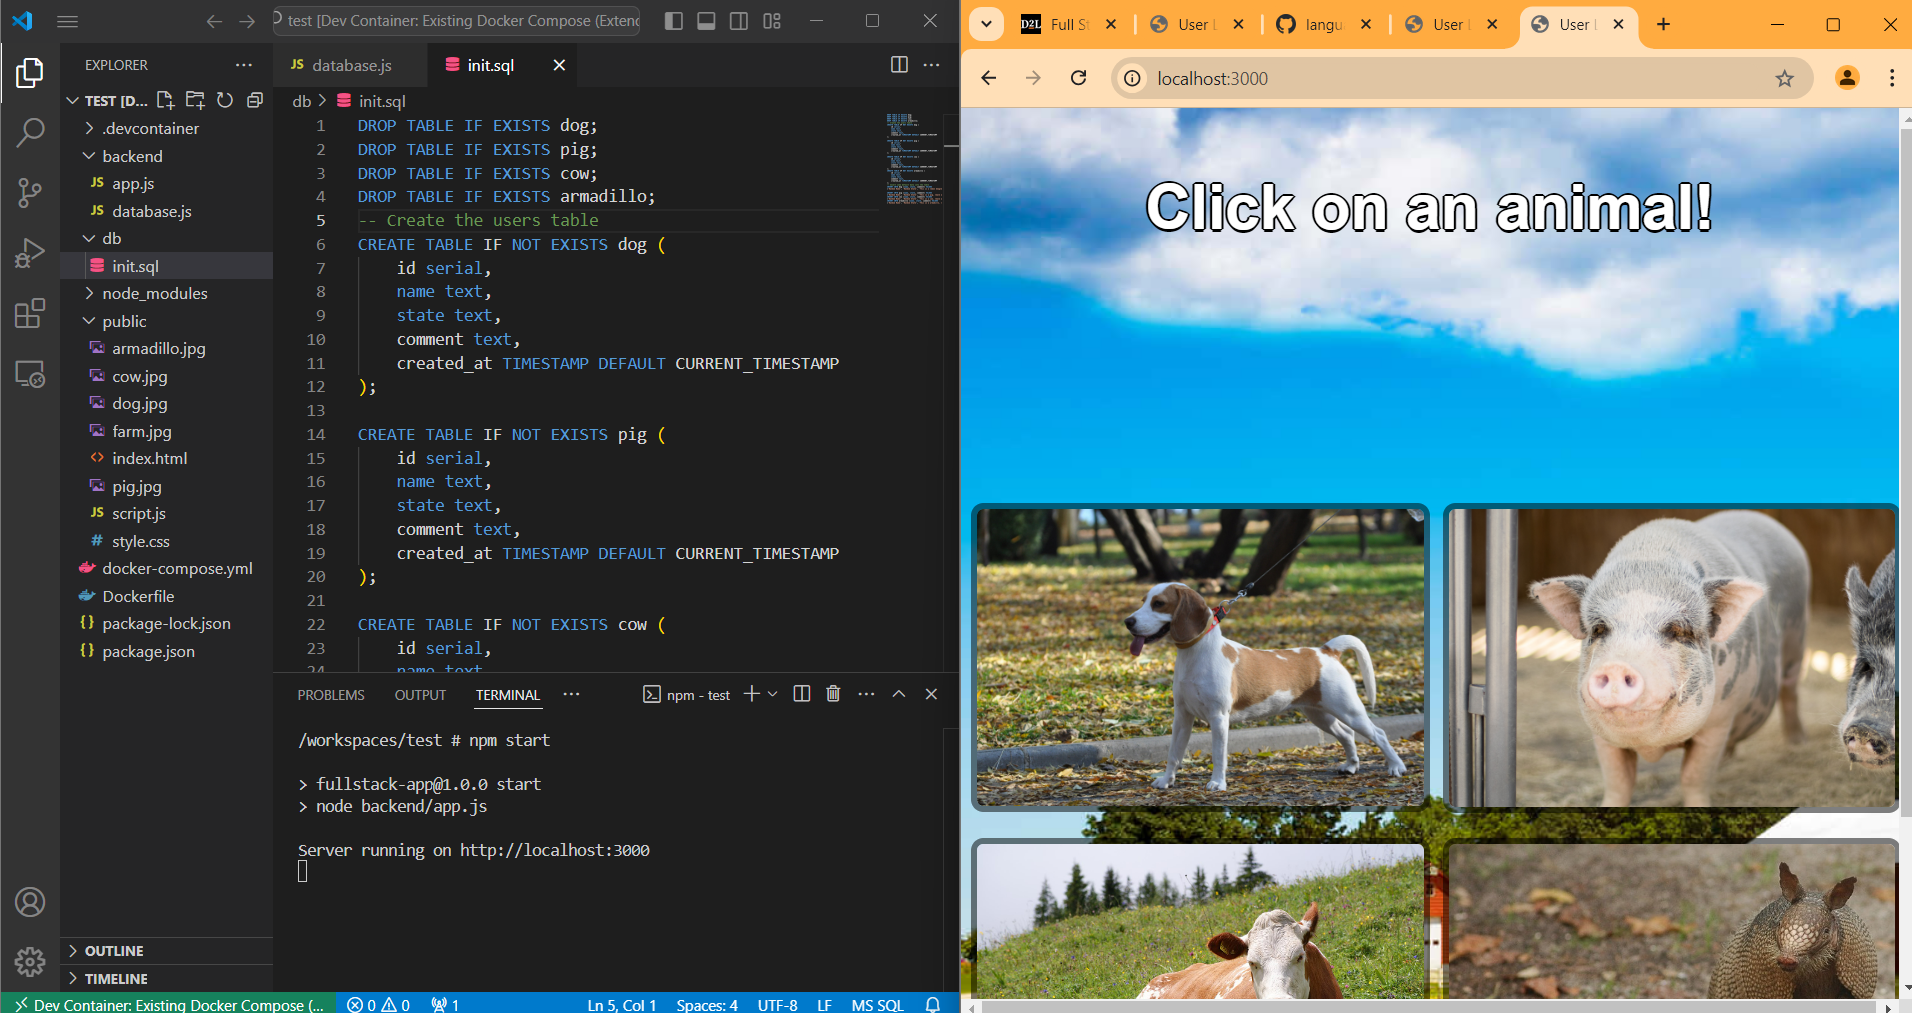 test [Dev Container: Existing Docker Compose (Exten
EXPLORER
TEST [D...
.devcontainer
backend
JS app.js
JS database.js
db
init.sql
node_modules
public
armadillo.jpg
cow.jpg
dog.jpg
farm.jpg
<> index.html
pig.jpg
JS script.js
# style.css
docker-compose.yml
Dockerfile
{} package-lock.json
{} package.json
OUTLINE
TIMELINE
JS database.js
init.sql
db > init.sql
1 DROP TABLE IF EXISTS dog;
2 DROP TABLE IF EXISTS pig;
3 DROP TABLE IF EXISTS cow;
4 DROP TABLE IF EXISTS armadillo;
5 -- Create the users table
6 CREATE TABLE IF NOT EXISTS dog (
7 id serial,
8 name text,
9 state text,
10 comment text,
11 created_at TIMESTAMP DEFAULT CURRENT_TIMESTAMP
12 );
13
14 CREATE TABLE IF NOT EXISTS pig (
15 id serial,
16 name text,
17 state text,
18 comment text,
19 created_at TIMESTAMP DEFAULT CURRENT_TIMESTAMP
20 );
21
22 CREATE TABLE IF NOT EXISTS cow (
23 id serial,
24 name text,
PROBLEMS
OUTPUT
TERMINAL
npm - test
/workspaces/test # npm start
> fullstack-app@1.0.0 start
> node backend/app.js
Server running on http://localhost:3000
Dev Container: Existing Docker Compose (...
0 0
1
Ln 5, Col 1
Spaces: 4
UTF-8
LF
MS SQL
D2L Full St
User L
langu
User L
User L
localhost:3000
Click on an animal!